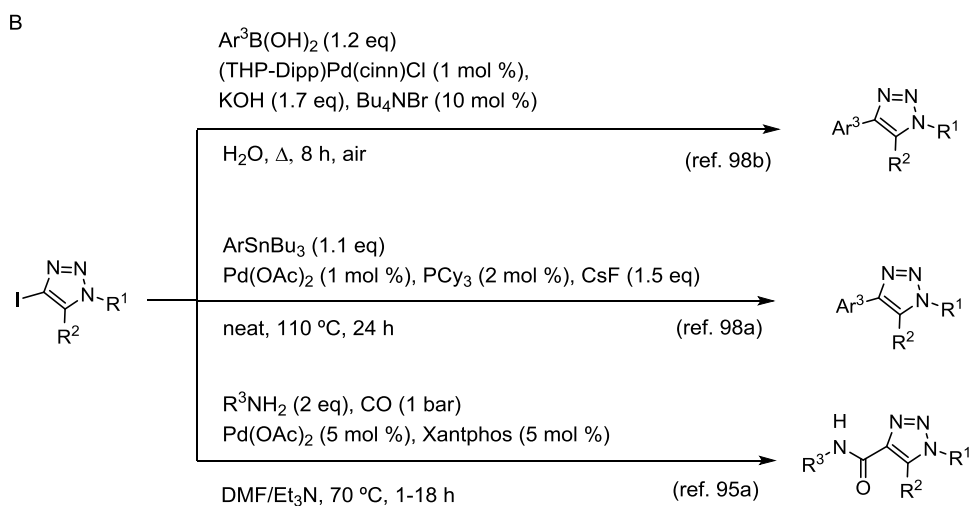 B
Ar³B(OH)₂ (1.2 eq)
(THP-Dipp)Pd(cinn)Cl (1 mol %),
KOH (1.7 eq), Bu₄NBr (10 mol %)
H₂O, Δ, 8 h, air
(ref. 98b)
N=N
Ar³ N R¹
R²
ArSnBu₃ (1.1 eq)
Pd(OAc)₂ (1 mol %), PCy₃ (2 mol %), CsF (1.5 eq)
neat, 110 ºC, 24 h
(ref. 98a)
N=N
I N R¹
R²
N=N
Ar³ N R¹
R²
R³NH₂ (2 eq), CO (1 bar)
Pd(OAc)₂ (5 mol %), Xantphos (5 mol %)
DMF/Et₃N, 70 ºC, 1-18 h
(ref. 95a)
H N=N
N N R¹
R³
O R²